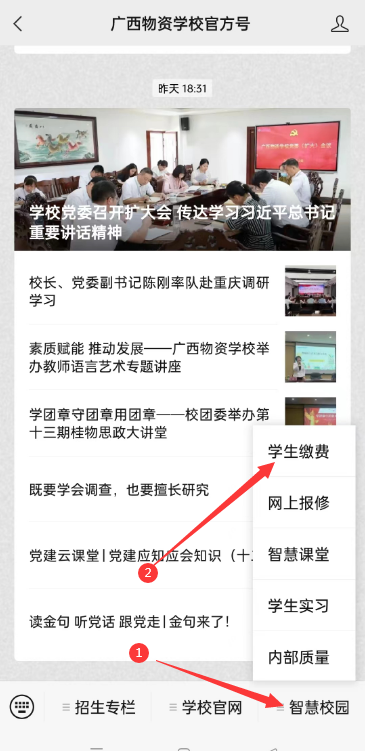 广西物资学校官方号
昨天 18:31
学校党委召开扩大会 传达学习习近平总书记
重要讲话精神
校长、党委副书记陈刚率队赴重庆调研
学习
素质赋能 推动发展——广西物资学校举
办教师语言艺术专题讲座
学团章守团章用团章——校团委举办第
十三期桂物思政大讲堂
学生缴费
既要学会调查，也要擅长研究
网上报修
党建云课堂|党建应知应会知识（十
智慧课堂
2
学生实习
读金句 听党话 跟党走|金句来了！
1
内部质量
招生专栏
学校官网
智慧校园